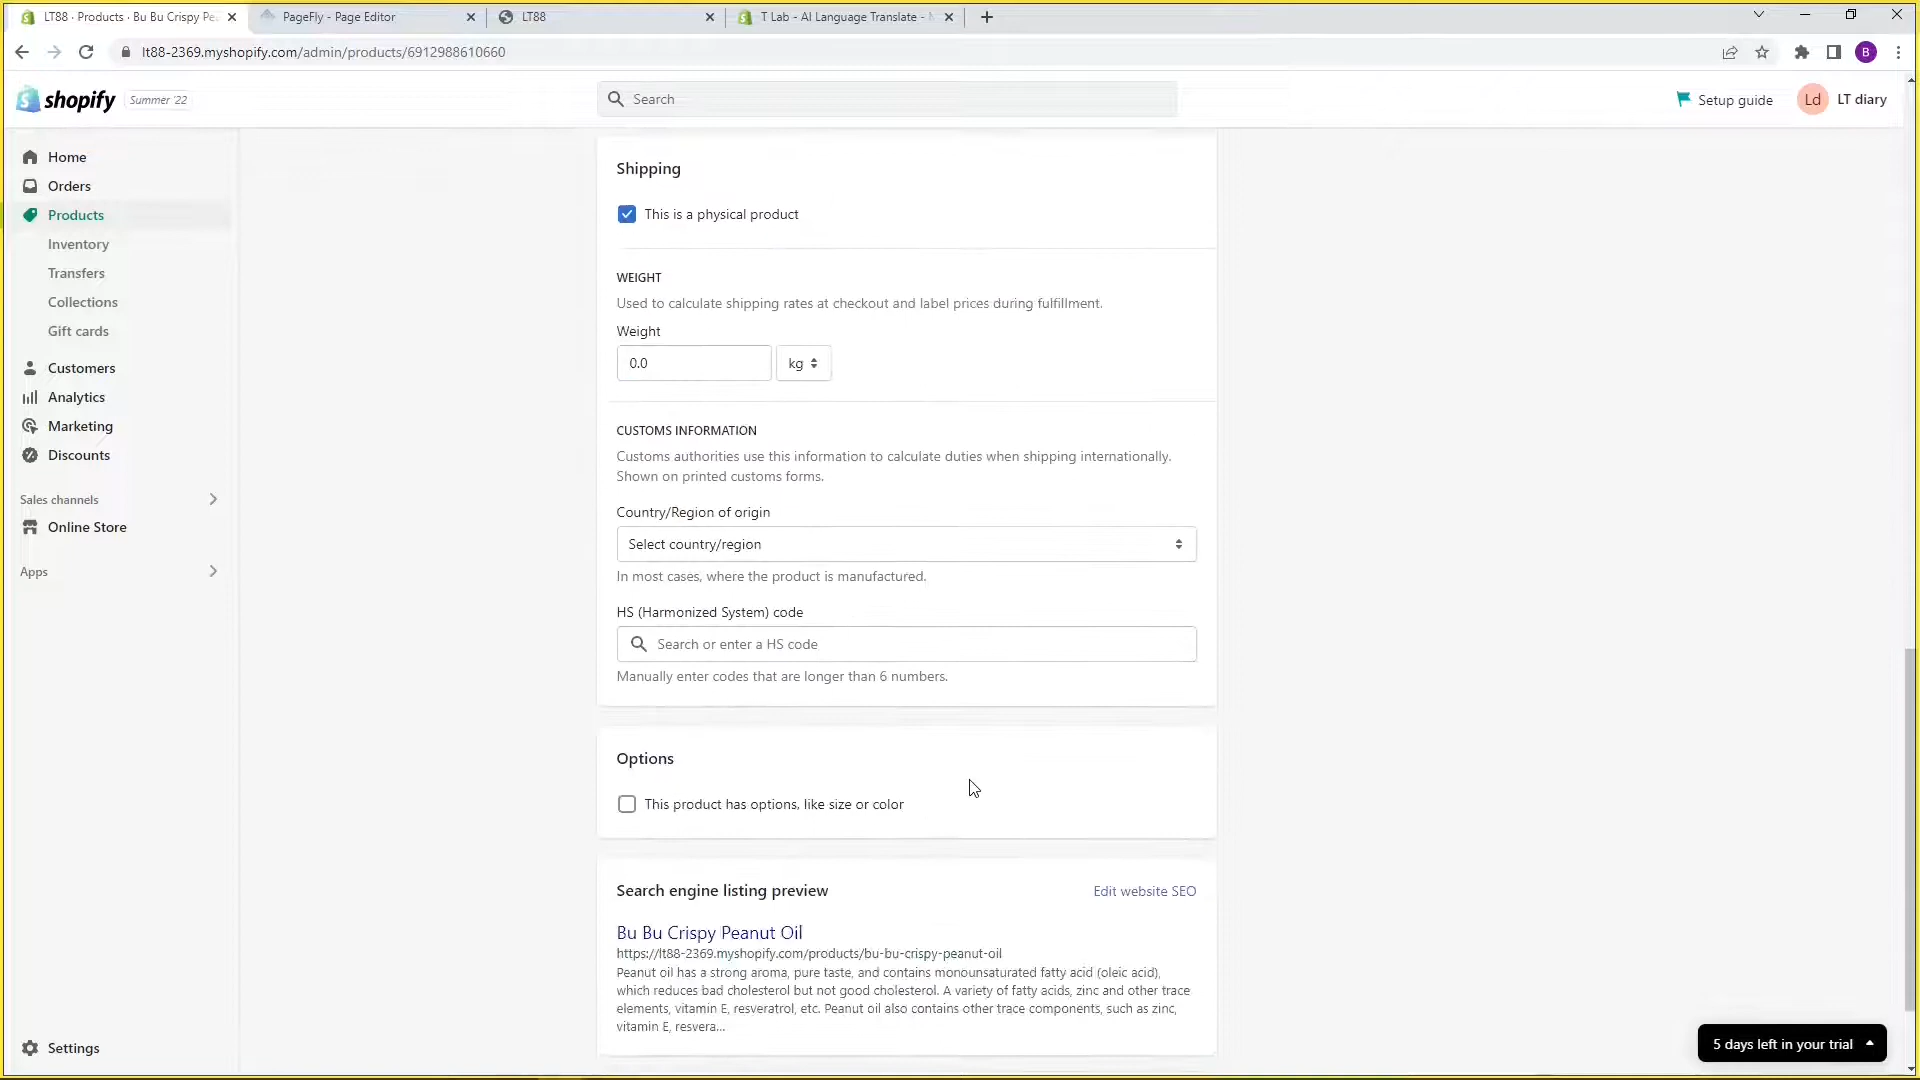 LT88 · Products · Bu Bu Crispy Pe
PageFly - Page Editor
LT88
T Lab - AI Language Translate -
lt88-2369.myshopify.com/admin/products/6912988610660
B
shopify
Summer '22
Search
Setup guide
Ld
LT diary
Home
Orders
Products
Inventory
Transfers
Collections
Gift cards
Customers
Analytics
Marketing
Discounts
Sales channels
Online Store
Apps
Settings
Shipping
This is a physical product
WEIGHT
Used to calculate shipping rates at checkout and label prices during fulfillment.
Weight
0.0
kg
CUSTOMS INFORMATION
Customs authorities use this information to calculate duties when shipping internationally.
Shown on printed customs forms.
Country/Region of origin
Select country/region
In most cases, where the product is manufactured.
HS (Harmonized System) code
Search or enter a HS code
Manually enter codes that are longer than 6 numbers.
Options
This product has options, like size or color
Search engine listing preview
Edit website SEO
Bu Bu Crispy Peanut Oil
https://lt88-2369.myshopify.com/products/bu-bu-crispy-peanut-oil
Peanut oil has a strong aroma, pure taste, and contains monounsaturated fatty acid (oleic acid),
which reduces bad cholesterol but not good cholesterol. A variety of fatty acids, zinc and other trace
elements, vitamin E, resveratrol, etc. Peanut oil also contains other trace components, such as zinc,
vitamin E, resvera...
5 days left in your trial